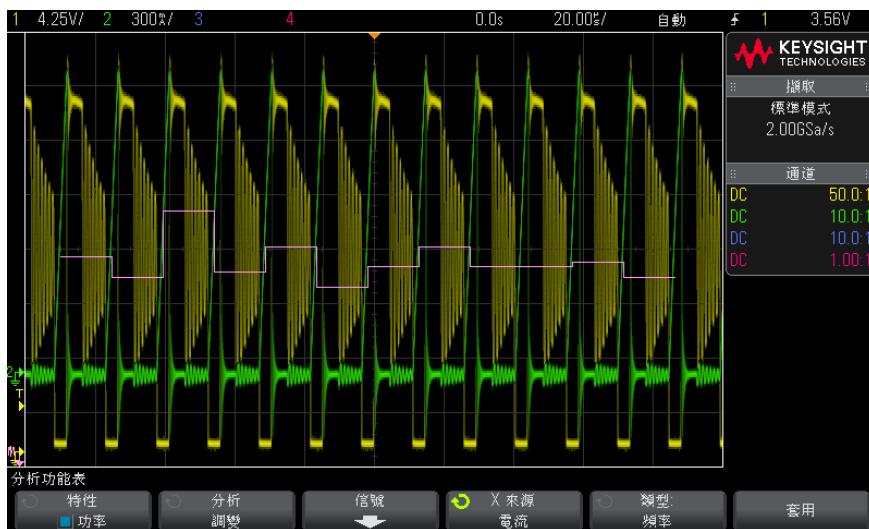 1 4.25V/ 2 300%/ 3 4 0.0s 20.00%/ 自動 1 3.56V
KEYSIGHT
TECHNOLOGIES
擷取
標準模式
2.00GSa/s
通道
DC 50.0:1
DC 10.0:1
DC 10.0:1
DC 1.00:1
2
T
M
分析功能表
特性
功率
分析
調變
信號
X 來源
電流
類型:
頻率
套用